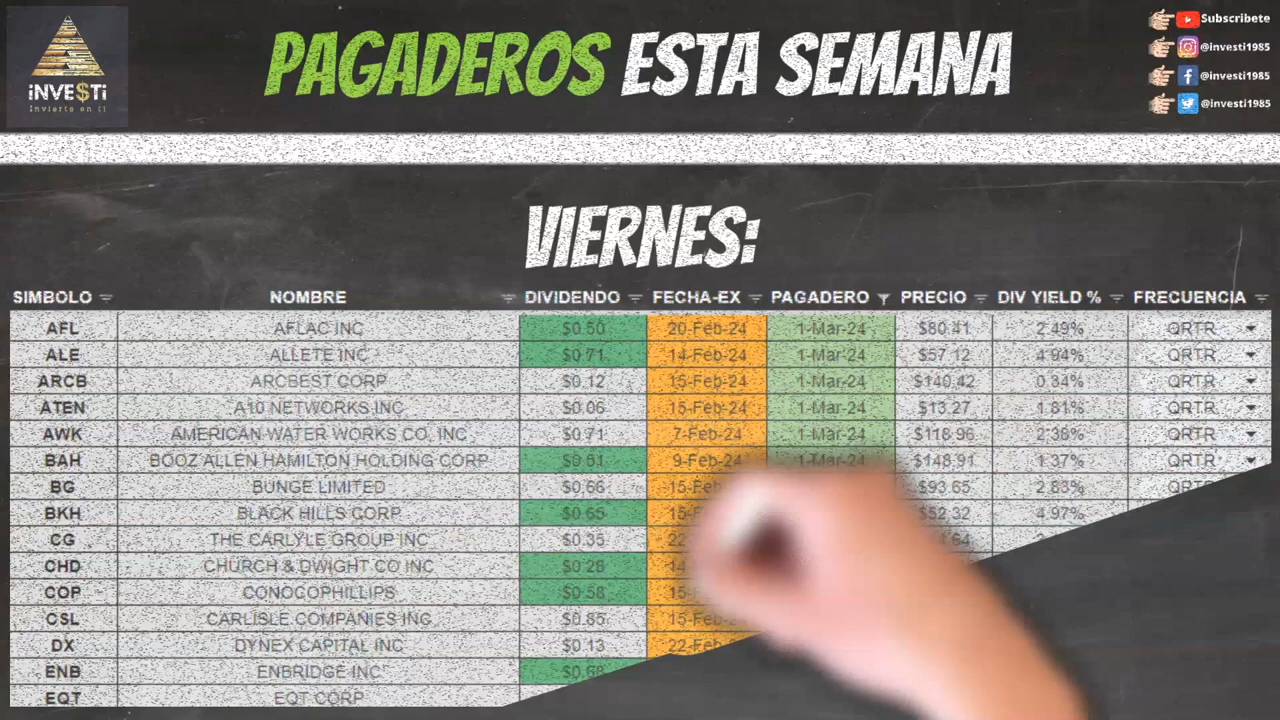 iNVE$Ti
Invierte en ti
PAGADEROS ESTA SEMANA
Subscribete
@investi1985
@investi1985
@investi1985
VIERNES:
SIMBOLO NOMBRE DIVIDENDO FECHA-EX PAGADERO PRECIO DIV YIELD % FRECUENCIA
AFL AFLAC INC $0.50 20-Feb-24 1-Mar-24 $80.41 2.49% QRTR
ALE ALLETE INC $0.71 14-Feb-24 1-Mar-24 $57.12 4.94% QRTR
ARCB ARCBEST CORP $0.12 15-Feb-24 1-Mar-24 $140.42 0.34% QRTR
ATEN A10 NETWORKS INC $0.06 15-Feb-24 1-Mar-24 $13.27 1.81% QRTR
AWK AMERICAN WATER WORKS CO. INC $0.71 7-Feb-24 1-Mar-24 $118.96 2.38% QRTR
BAH BOOZ ALLEN HAMILTON HOLDING CORP $0.51 9-Feb-24 1-Mar-24 $148.91 1.37% QRTR
BG BUNGE LIMITED $0.66 $93.65 2.83% QRTR
BKH BLACK HILLS CORP $0.65 $52.32 4.97%
CG THE CARLYLE GROUP INC $0.35
CHD CHURCH & DWIGHT CO INC $0.28
COP CONOCOPHILLIPS $0.58
CSL CARLISLE COMPANIES ING $0.85 15-Feb-24
DX DYNEX CAPITAL INC $0.13
ENB ENBRIDGE INC
EQT EQT CORP